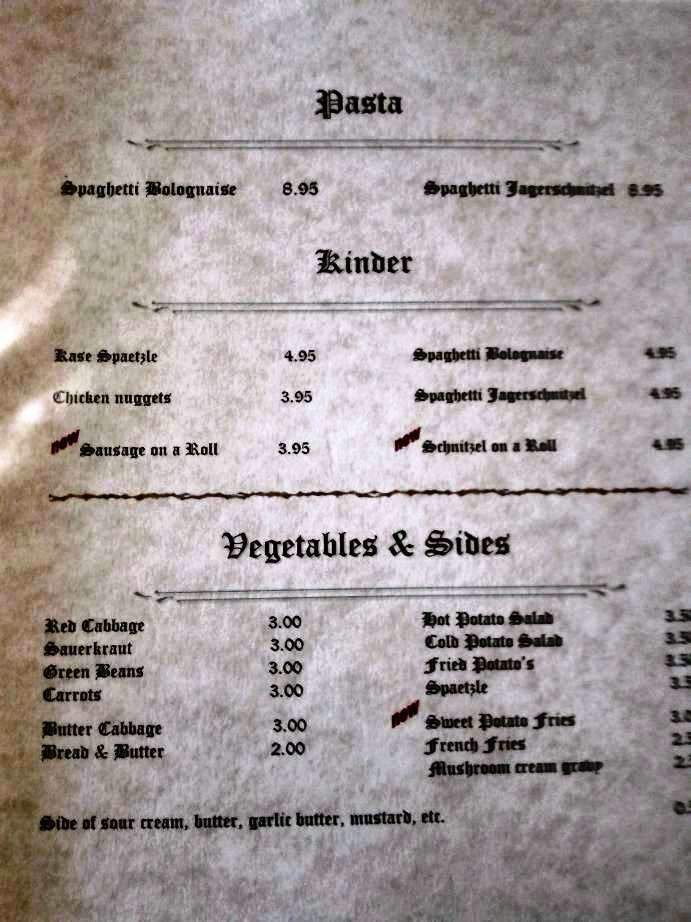 Pasta
Spaghetti Bolognaise 8.95 Spaghetti Jagerschnitzel 8.95
Kinder
Kase Spaetzle 4.95 Spaghetti Bolognaise 4.95
Chicken nuggets 3.95 Spaghetti Jagerschnitzel 4.95
new Sausage on a Roll 3.95 new Schnitzel on a Roll 4.95
Vegetables & Sides
Red Cabbage 3.00 Hot Potato Salad
Sauerkraut 3.00 Cold Potato Salad
Green Beans 3.00 Fried Potato's
Carrots 3.00 Spaetzle
Butter Cabbage 3.00 new Sweet Potato Fries
Bread & Butter 2.00 French Fries
Mushroom cream gravy
Side of sour cream, butter, garlic butter, mustard, etc.